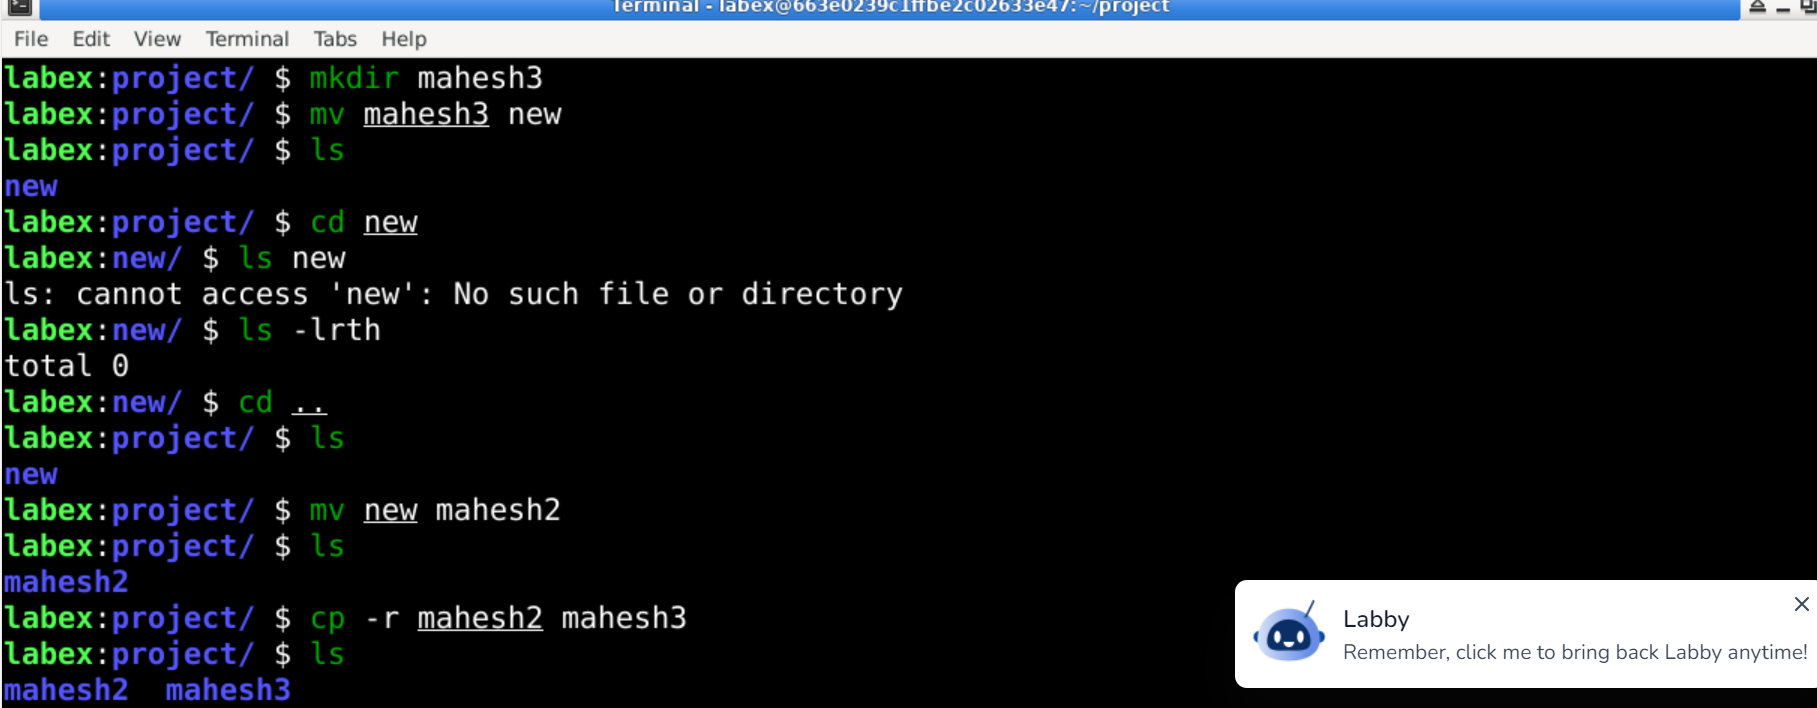 Terminal - labex@663e0239c1ffbe2c02633e47:~/project
File Edit View Terminal Tabs Help
labex:project/ $ mkdir mahesh3
labex:project/ $ mv mahesh3 new
labex:project/ $ ls
new
labex:project/ $ cd new
labex:new/ $ ls new
ls: cannot access 'new': No such file or directory
labex:new/ $ ls -lrth
total 0
labex:new/ $ cd ..
labex:project/ $ ls
new
labex:project/ $ mv new mahesh2
labex:project/ $ ls
mahesh2
labex:project/ $ cp -r mahesh2 mahesh3
labex:project/ $ ls
mahesh2 mahesh3
Labby
Remember, click me to bring back Labby anytime!